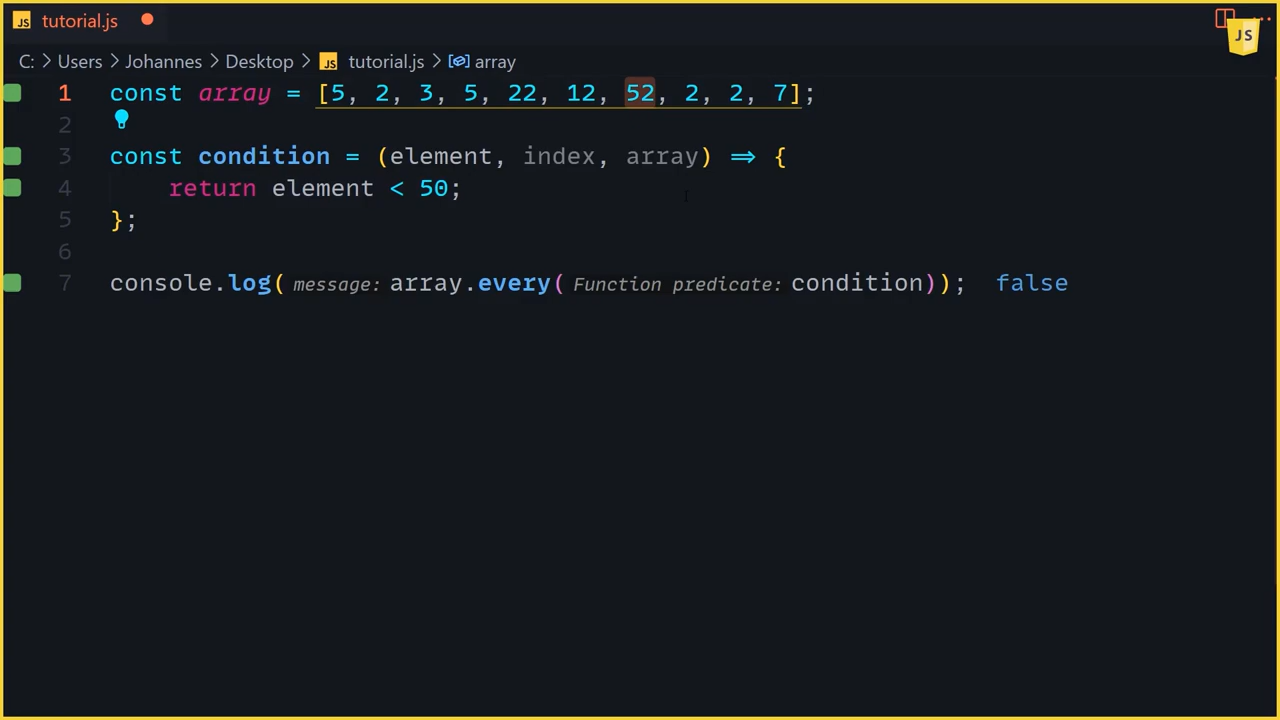 JS tutorial.js
JS
C: > Users > Johannes > Desktop > JS tutorial.js > array
1 const array = [5, 2, 3, 5, 22, 12, 52, 2, 2, 7];
2
3 const condition = (element, index, array) => {
4 return element < 50;
5 };
6
7 console.log( message: array.every( Function predicate: condition)); false